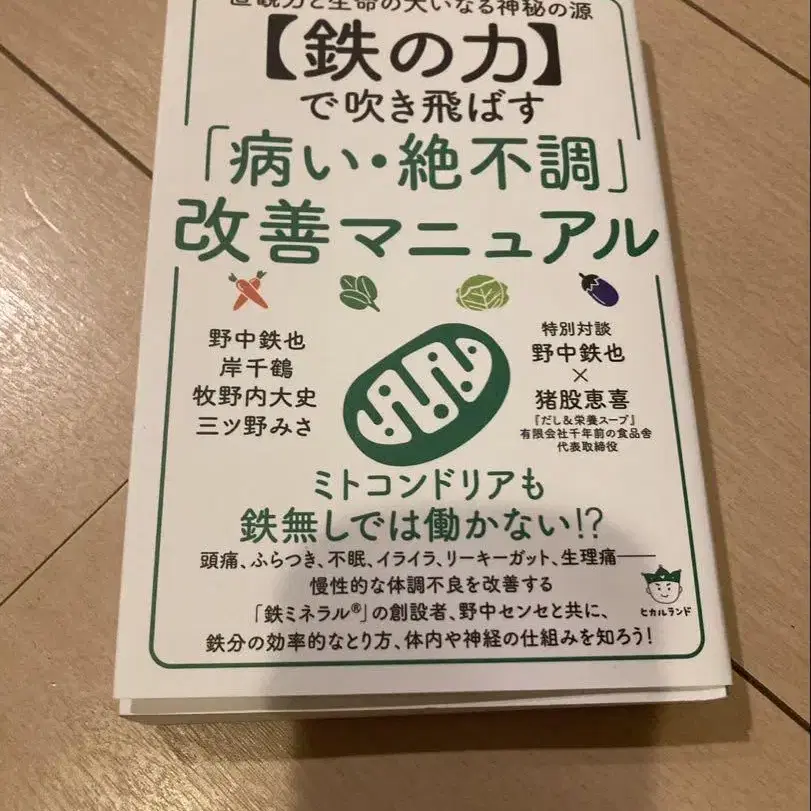 直観力と生命の大いなる神秘の源
【鉄の力】
で吹き飛ばす
「病い・絶不調」
改善マニュアル
野中鉄也
岸千鶴
牧野内大史
三ツ野みさ
特別対談
野中鉄也
×
猪股恵喜
『だし&栄養スープ』
有限会社千年前の食品舎
代表取締役
ミトコンドリアも
鉄無しでは働かない!?
頭痛、ふらつき、不眠、イライラ、リーキーガット、生理痛――
慢性的な体調不良を改善する
「鉄ミネラル®」の創設者、野中センセと共に、
鉄分の効率的なとり方、体内や神経の仕組みを知ろう!
ヒカルランド